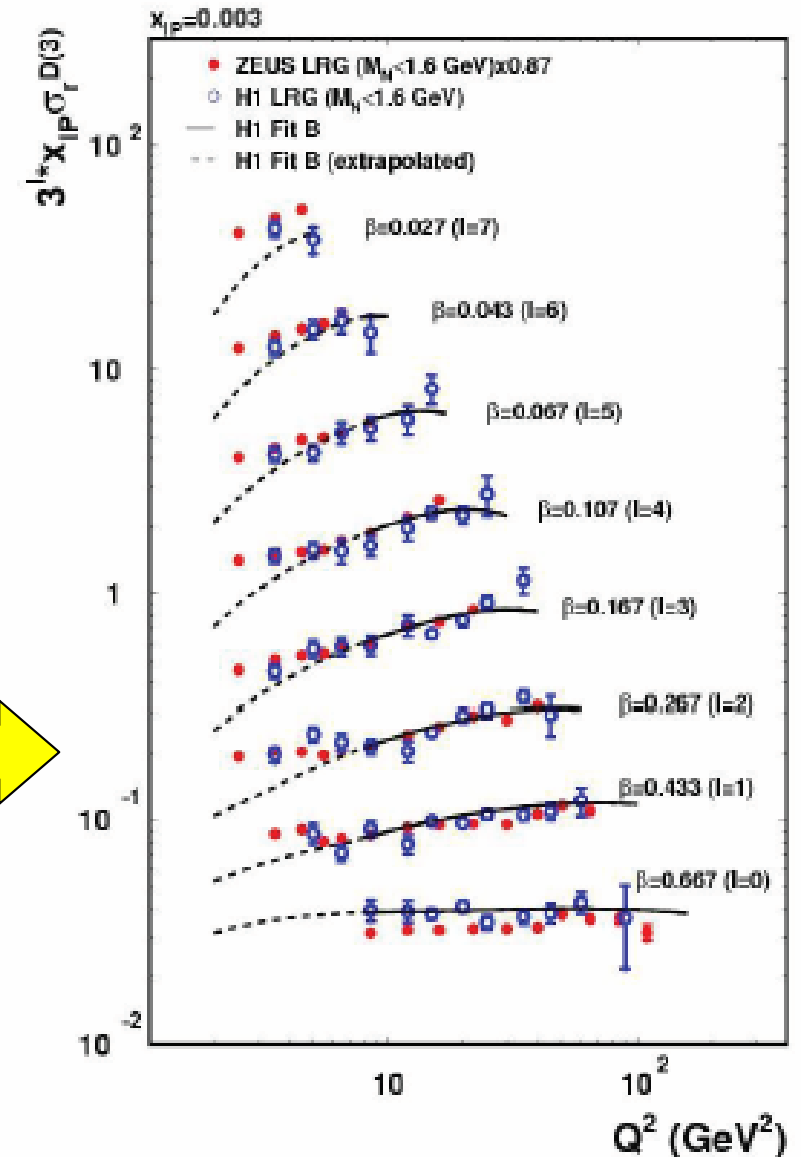 x_IP=0.003
3^l*x_IP σ_r^D(3)
ZEUS LRG (M_N<1.6 GeV)x0.87
H1 LRG (M_N<1.6 GeV)
H1 Fit B
H1 Fit B (extrapolated)
10^2
β=0.027 (l=7)
β=0.043 (l=6)
10
β=0.067 (l=5)
β=0.107 (l=4)
1
β=0.167 (l=3)
β=0.267 (l=2)
β=0.433 (l=1)
10^-1
β=0.667 (l=0)
10^-2
10
10^2
Q^2 (GeV^2)